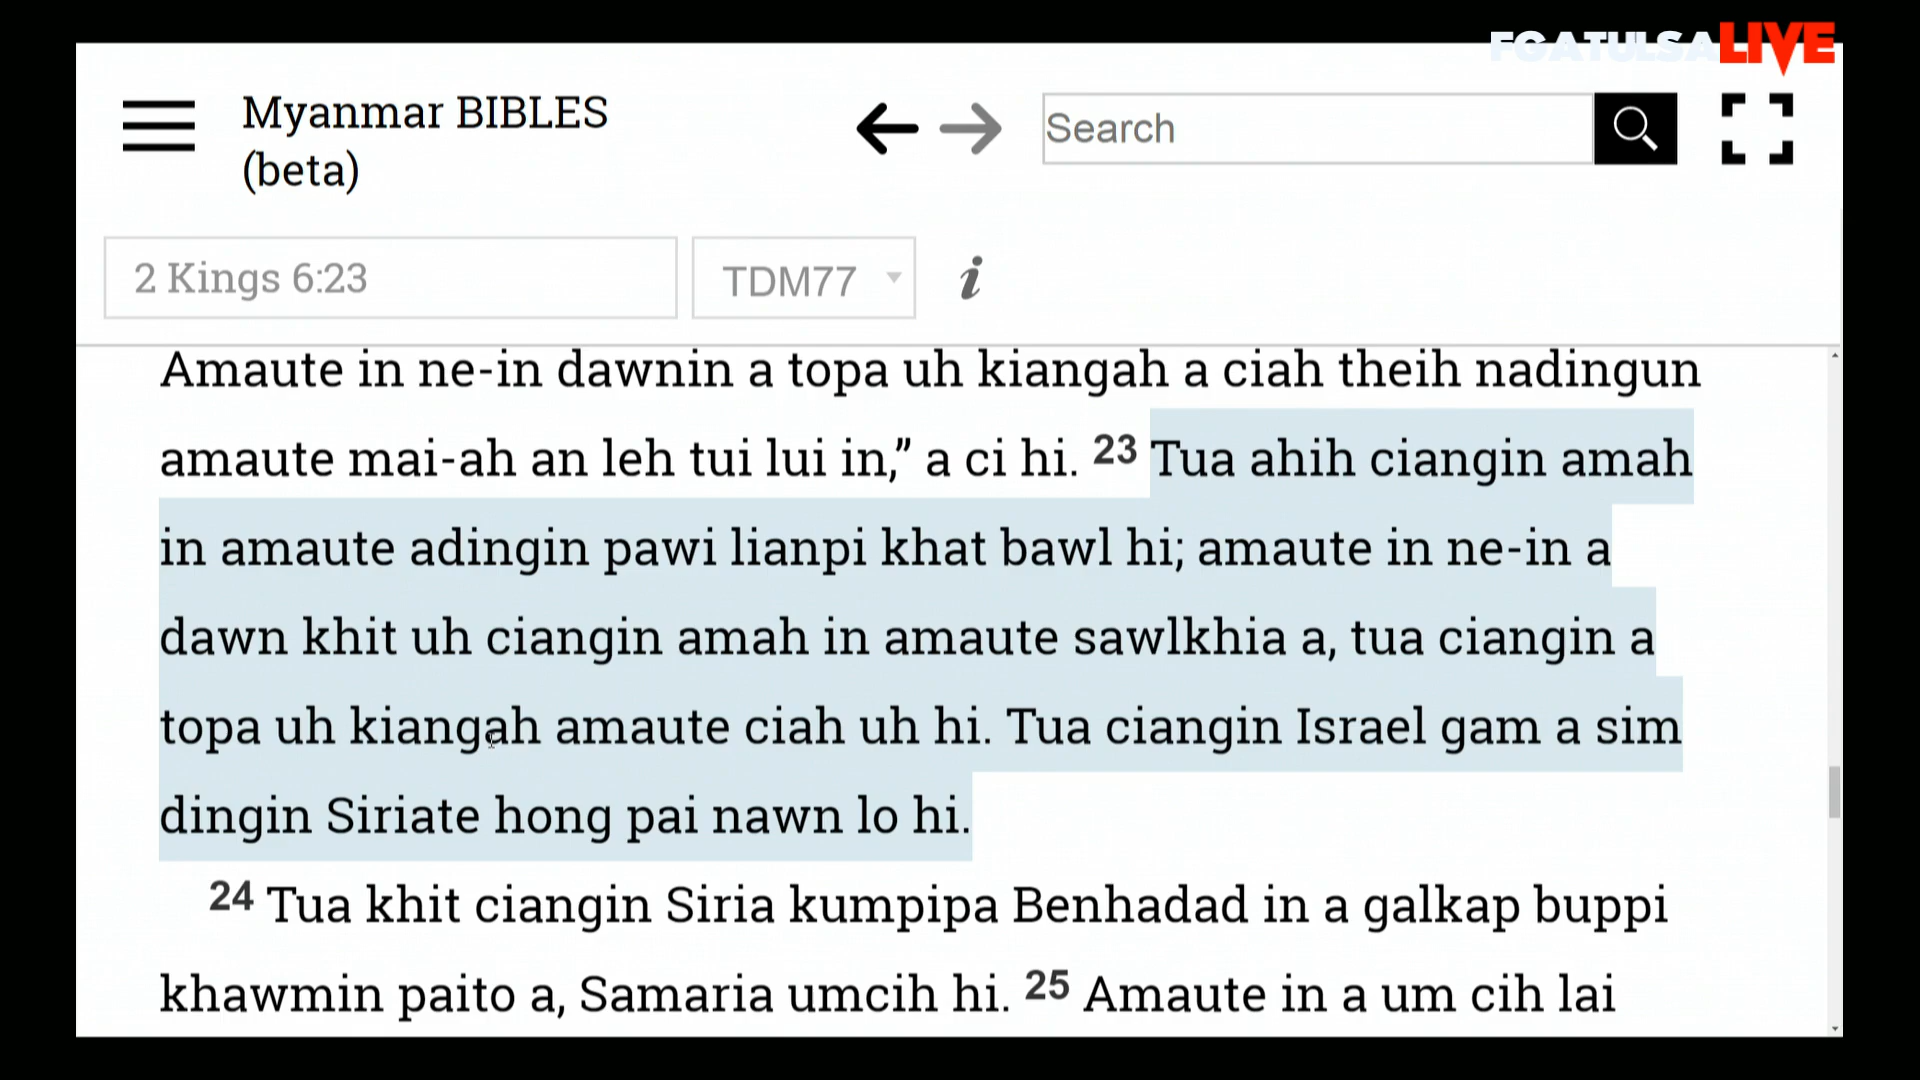 FGATULSALIVE
Myanmar BIBLES
(beta)
Search
2 Kings 6:23
TDM77
i
Amaute in ne-in dawnin a topa uh kiangah a ciah theih nadingun
amaute mai-ah an leh tui lui in,” a ci hi. 23 Tua ahih ciangin amah
in amaute adingin pawi lianpi khat bawl hi; amaute in ne-in a
dawn khit uh ciangin amah in amaute sawlkhia a, tua ciangin a
topa uh kiangah amaute ciah uh hi. Tua ciangin Israel gam a sim
dingin Siriate hong pai nawn lo hi.
24 Tua khit ciangin Siria kumpipa Benhadad in a galkap buppi
khawmin paito a, Samaria umcih hi. 25 Amaute in a um cih lai